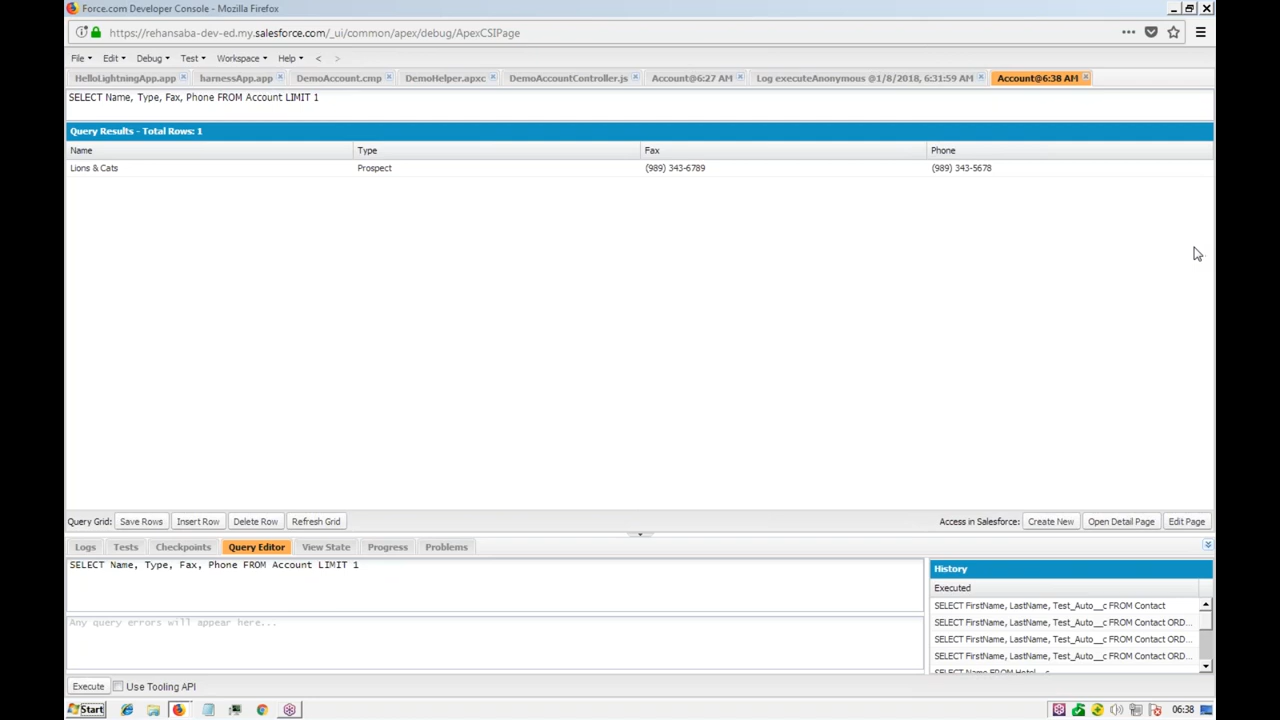 Force.com Developer Console - Mozilla Firefox
https://rehansaba-dev-ed.my.salesforce.com/_ui/common/apex/debug/ApexCSIPage
File Edit Debug Test Workspace Help < >
HelloLightningApp.app harnessApp.app DemoAccount.cmp DemoHelper.apxc DemoAccountController.js Account@6:27 AM Log executeAnonymous @1/8/2018, 6:31:59 AM Account@6:38 AM
SELECT Name, Type, Fax, Phone FROM Account LIMIT 1
Query Results - Total Rows: 1
Name Type Fax Phone
Lions & Cats Prospect (989) 343-6789 (989) 343-5678
Query Grid: Save Rows Insert Row Delete Row Refresh Grid Access in Salesforce: Create New Open Detail Page Edit Page
Logs Tests Checkpoints Query Editor View State Progress Problems
SELECT Name, Type, Fax, Phone FROM Account LIMIT 1
Any query errors will appear here...
History
Executed
SELECT FirstName, LastName, Test_Auto__c FROM Contact
SELECT FirstName, LastName, Test_Auto__c FROM Contact ORD...
SELECT FirstName, LastName, Test_Auto__c FROM Contact ORD...
SELECT FirstName, LastName, Test_Auto__c FROM Contact ORD...
SELECT Name FROM Hotel__c
Execute Use Tooling API
Start 06:38